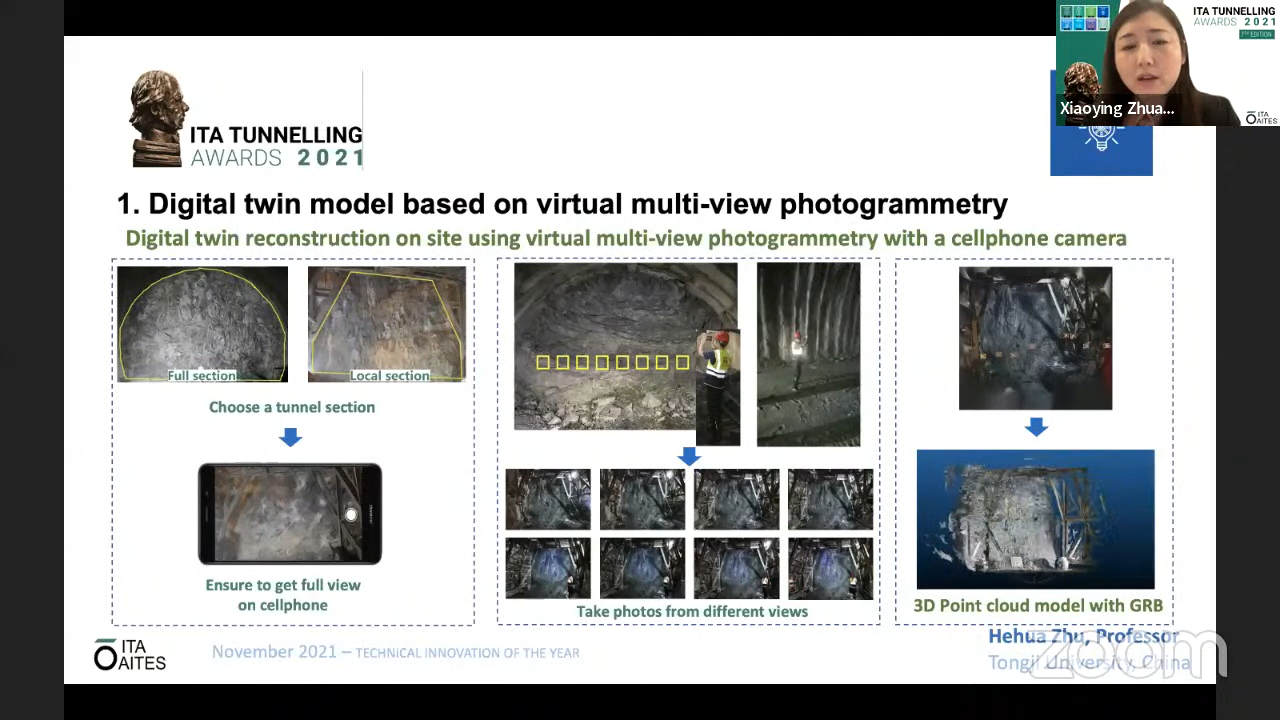 ITA TUNNELLING
AWARDS 2021
7TH EDITION
Xiaoying Zhua...
ITA
AITES
ITA TUNNELLING
AWARDS 2021
1. Digital twin model based on virtual multi-view photogrammetry
Digital twin reconstruction on site using virtual multi-view photogrammetry with a cellphone camera
Full section
Local section
Choose a tunnel section
Ensure to get full view
on cellphone
Take photos from different views
3D Point cloud model with GRB
ITA
AITES
November 2021 – TECHNICAL INNOVATION OF THE YEAR
Hehua Zhu, Professor
Tongji University, China
zoom